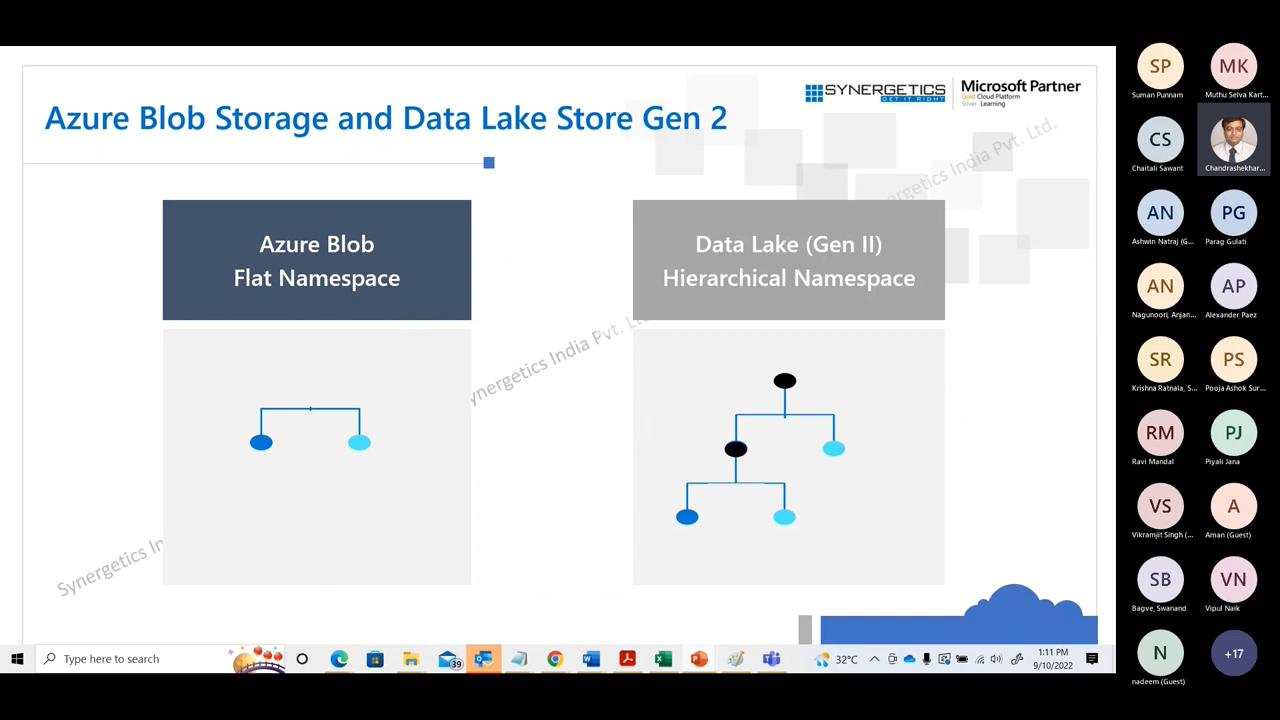 Azure Blob Storage and Data Lake Store Gen 2
SYNERGETICS
GET IT RIGHT
Microsoft Partner
Gold Cloud Platform
Silver Learning
Azure Blob
Flat Namespace
Data Lake (Gen II)
Hierarchical Namespace
ynergetics India Pvt. Ltd.
ynergetics India Pvt. Lt
Synergetics In
Type here to search
39
32°C
1:11 PM
9/10/2022
SP
Suman Punnam
MK
Muthu Selva Kart...
CS
Chaitali Sawant
Chandrashekhar...
AN
Ashwin Natraj (G...
PG
Parag Gulati
AN
Nagunoori, Anjan...
AP
Alexander Paez
SR
Krishna Ratnala, S...
PS
Pooja Ashok Sur...
RM
Ravi Mandal
PJ
Piyali Jana
VS
Vikramjit Singh (...
A
Aman (Guest)
SB
Bagve, Swanand
VN
Vipul Naik
N
nadeem (Guest)
+17